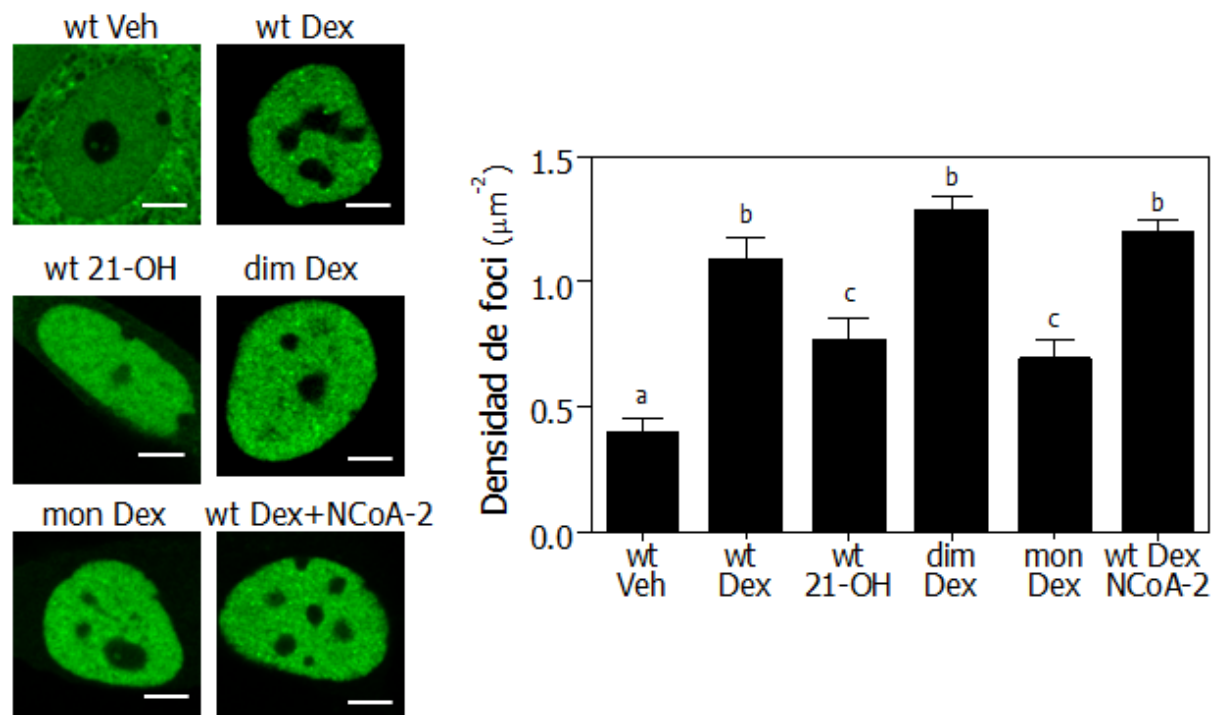 wt Veh
wt Dex
wt 21-OH
dim Dex
mon Dex
wt Dex+NCoA-2
Densidad de foci (μm⁻²)
1.5
1.0
0.5
0.0
a
b
c
b
c
b
wt Veh
wt Dex
wt 21-OH
dim Dex
mon Dex
wt Dex NCoA-2